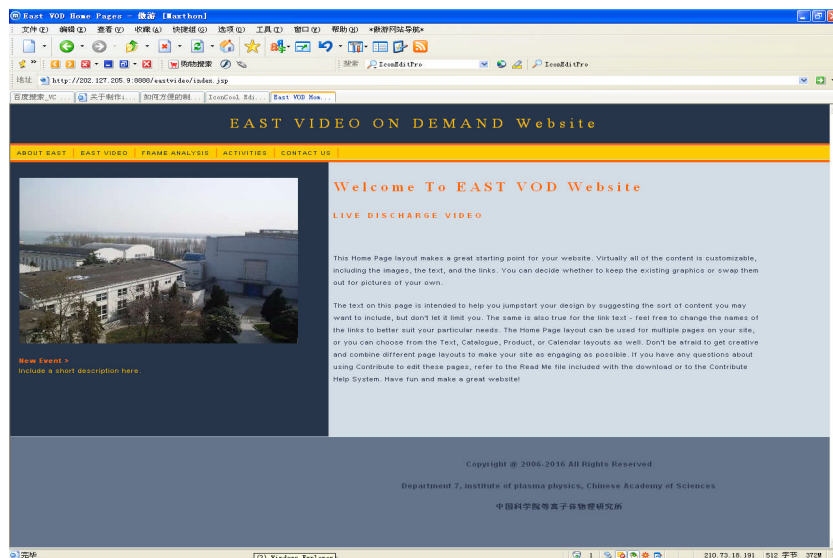 East VOD Home Pages - 傲游 [Maxthon]
文件(F) 编辑(E) 查看(V) 收藏(A) 快捷组(G) 选项(O) 工具(T) 窗口(W) 帮助(H) *傲游网站导航*
购物搜索 搜索 IconEditPro IconEditPro
地址 http://202.127.205.9:8888/eastvideo/index.jsp
百度搜索_VC ... 关于制作i... 如何方便的制... IconCool Edi... East VOD Hom...
EAST VIDEO ON DEMAND Website
ABOUT EAST EAST VIDEO FRAME ANALYSIS ACTIVITIES CONTACT US
Welcome To EAST VOD Website
LIVE DISCHARGE VIDEO
This Home Page layout makes a great starting point for your website. Virtually all of the content is customizable,
including the images, the text, and the links. You can decide whether to keep the existing graphics or swap them
out for pictures of your own.
The text on this page is intended to help you jumpstart your design by suggesting the sort of content you may
want to include, but don't let it limit you. The same is also true for the link text - feel free to change the names of
the links to better suit your particular needs. The Home Page layout can be used for multiple pages on your site,
or you can choose from the Text, Catalogue, Product, or Calendar layouts as well. Don't be afraid to get creative
and combine different page layouts to make your site as engaging as possible. If you have any questions about
using Contribute to edit these pages, refer to the Read Me file included with the download or to the Contribute
Help System. Have fun and make a great website!
New Event >
Include a short description here.
Copyright @ 2006-2016 All Rights Reserved
Department 7, institute of plasma physics, Chinese Academy of Sciences
中国科学院等离子体物理研究所
完毕 (2) Windows Explorer 1 210.73.18.191 512 字节 372M